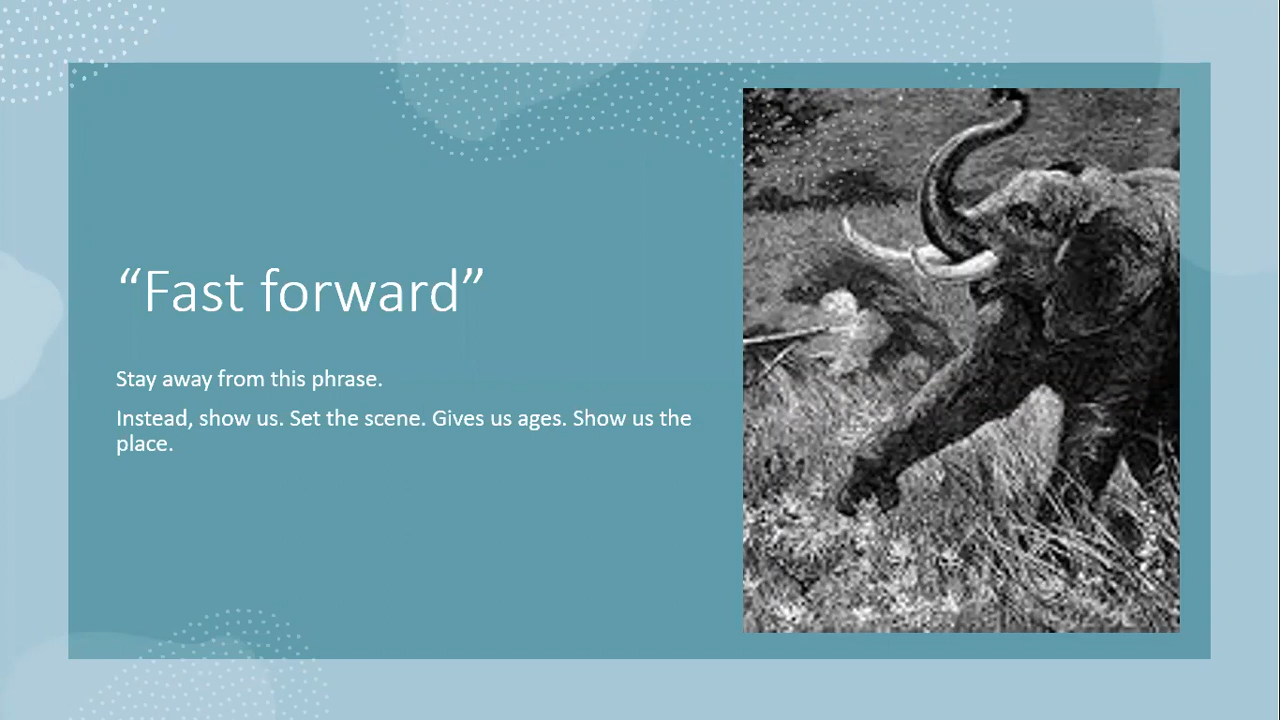 “Fast forward”
Stay away from this phrase.
Instead, show us. Set the scene. Gives us ages. Show us the
place.